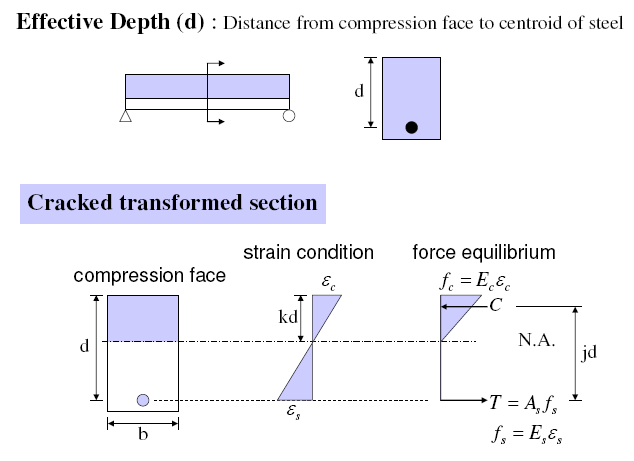 Effective Depth (d) : Distance from compression face to centroid of steel
d
Cracked transformed section
strain condition
force equilibrium
compression face
εc
fc = Ecεc
kd
C
d
N.A.
jd
εs
T = Asfs
b
fs = Esεs